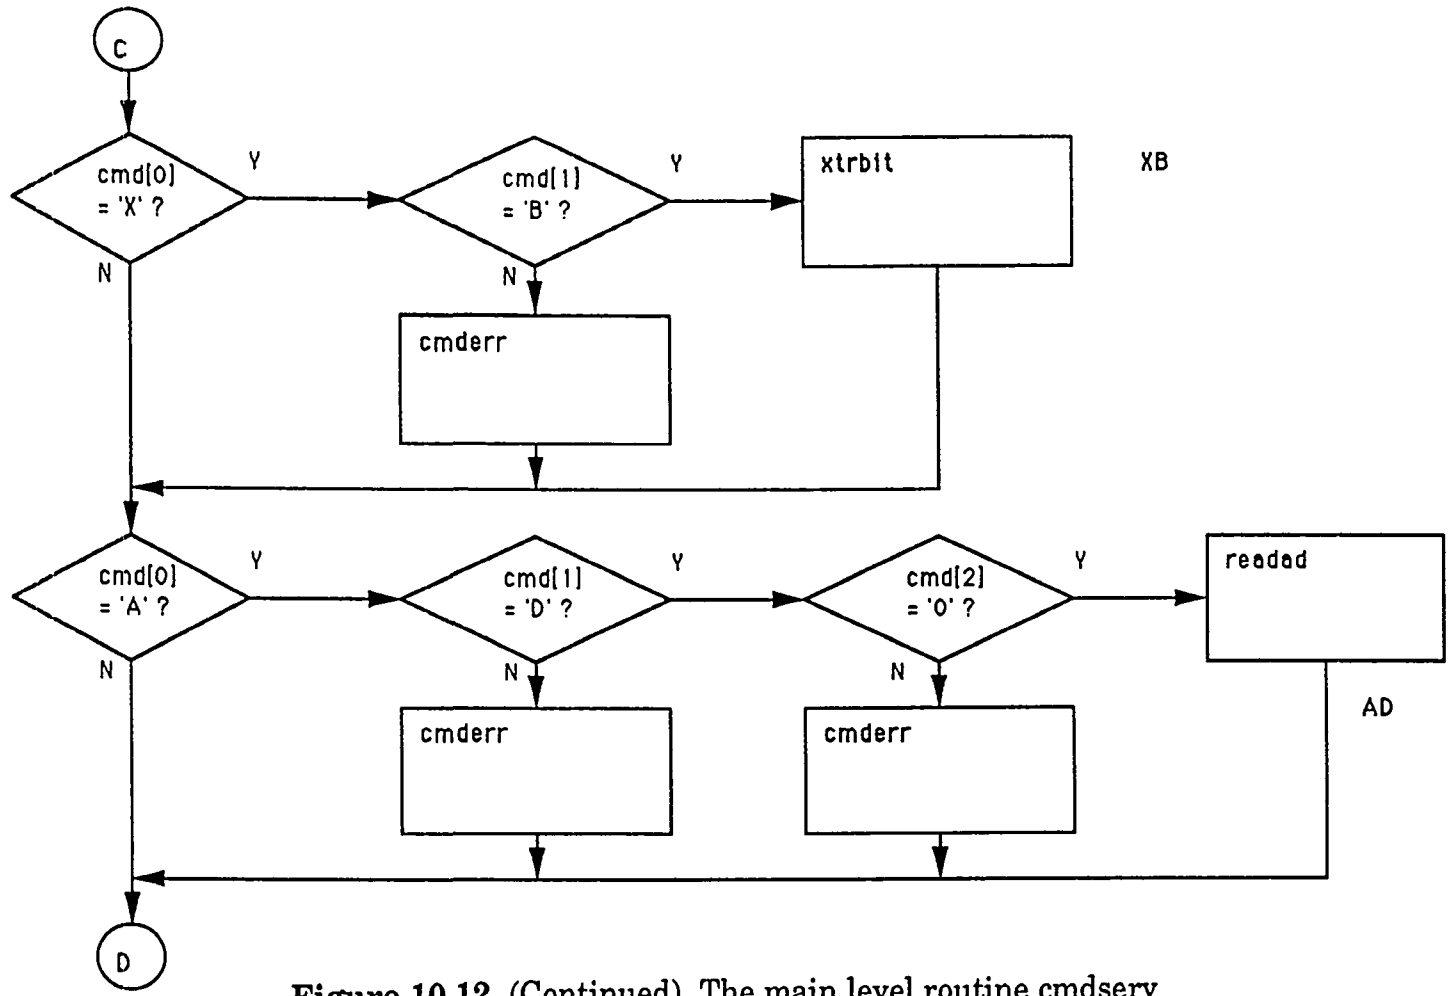 C
cmd[0]
= 'X' ?
Y
N
cmd[1]
= 'B' ?
Y
N
xtrbit
XB
cmderr
cmd[0]
= 'A' ?
Y
N
cmd[1]
= 'D' ?
Y
N
cmd[2]
= '0' ?
Y
N
readad
AD
cmderr
cmderr
D
Figure 10.12 (Continued) The main level routine cmdserv